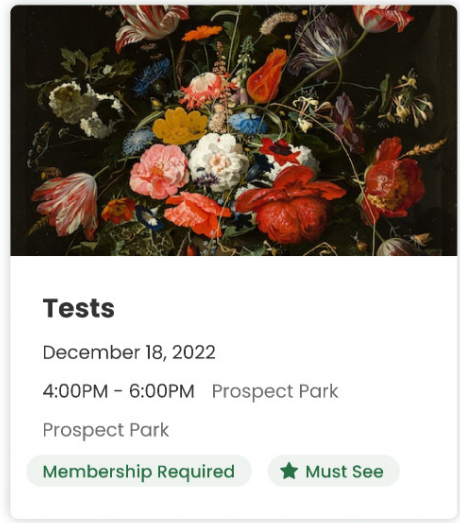 Tests
December 18, 2022
4:00PM - 6:00PM Prospect Park
Prospect Park
Membership Required ★ Must See